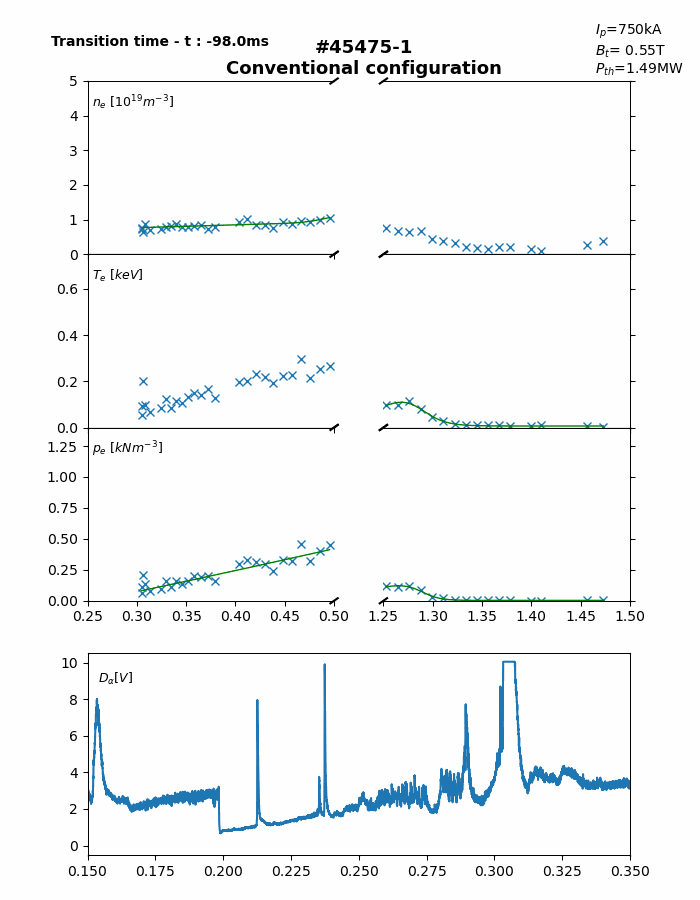 Transition time - t : -98.0ms
#45475-1
Conventional configuration
I_p=750kA
B_t= 0.55T
P_th=1.49MW
n_e [10^19 m^-3]
5
4
3
2
1
0
T_e [keV]
0.6
0.4
0.2
0.0
p_e [kNm^-3]
1.25
1.00
0.75
0.50
0.25
0.00
0.25 0.30 0.35 0.40 0.45 0.50 1.25 1.30 1.35 1.40 1.45 1.50
D_α[V]
10
8
6
4
2
0
0.150 0.175 0.200 0.225 0.250 0.275 0.300 0.325 0.350